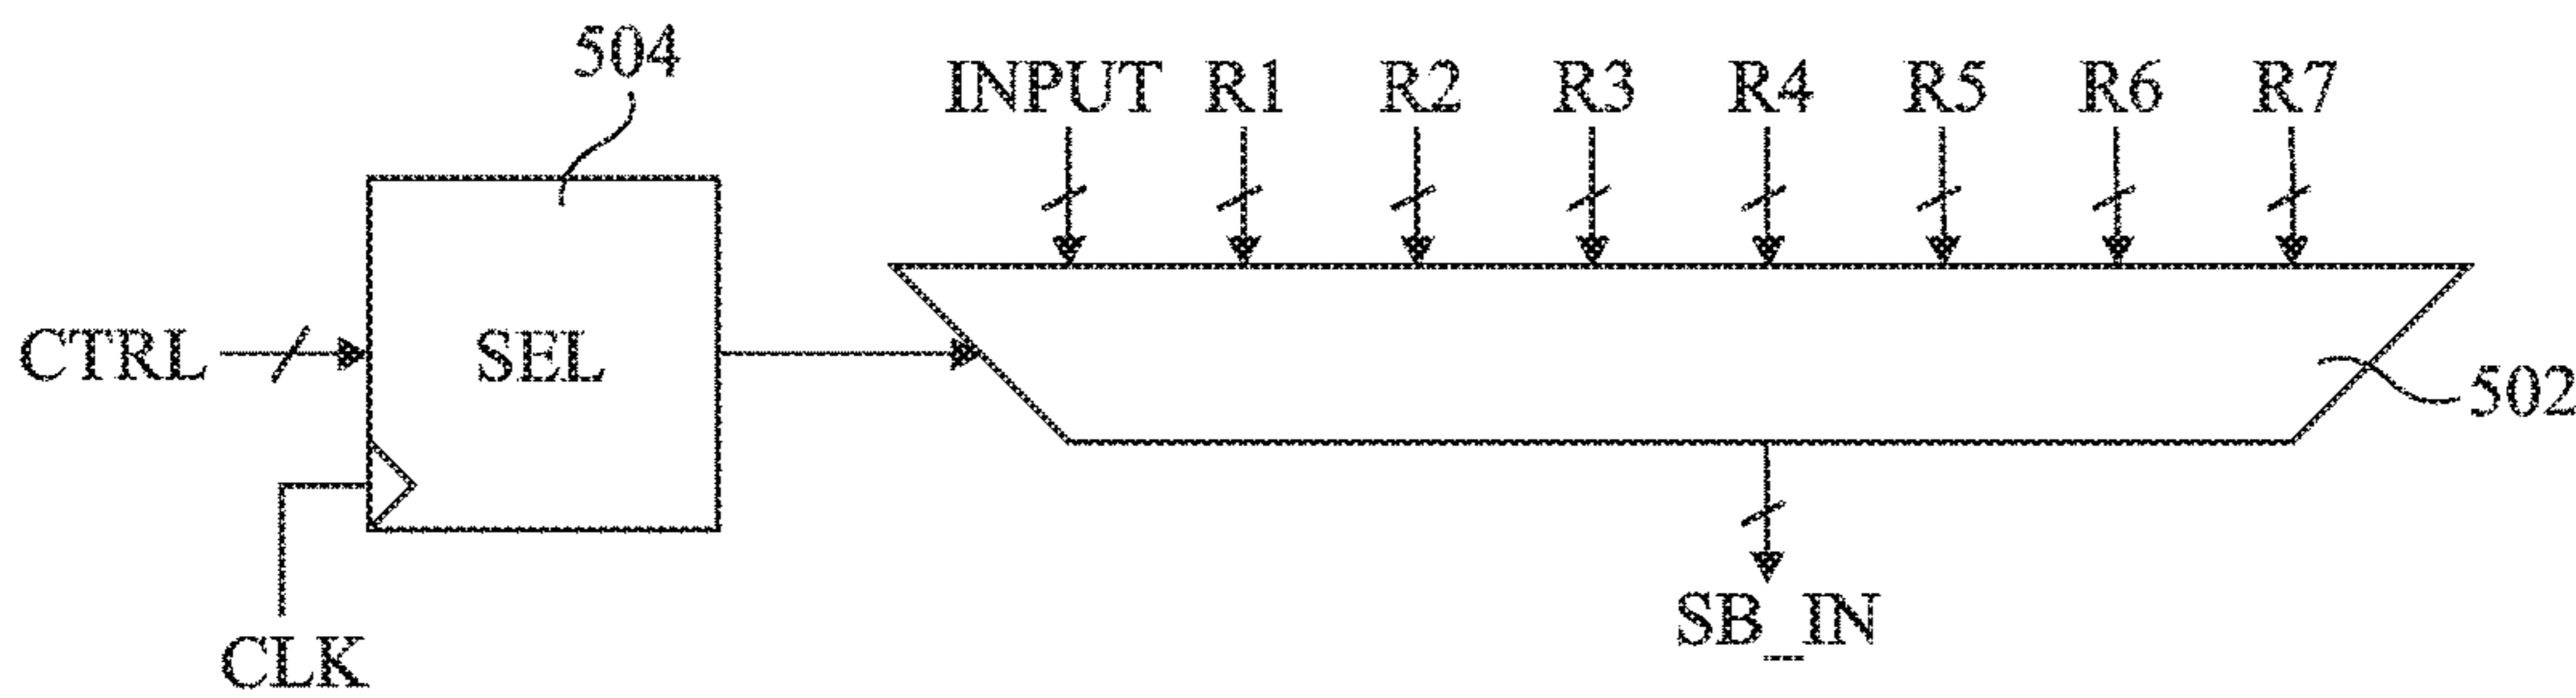 504
INPUT R1 R2 R3 R4 R5 R6 R7
CTRL
SEL
502
CLK
SB_IN